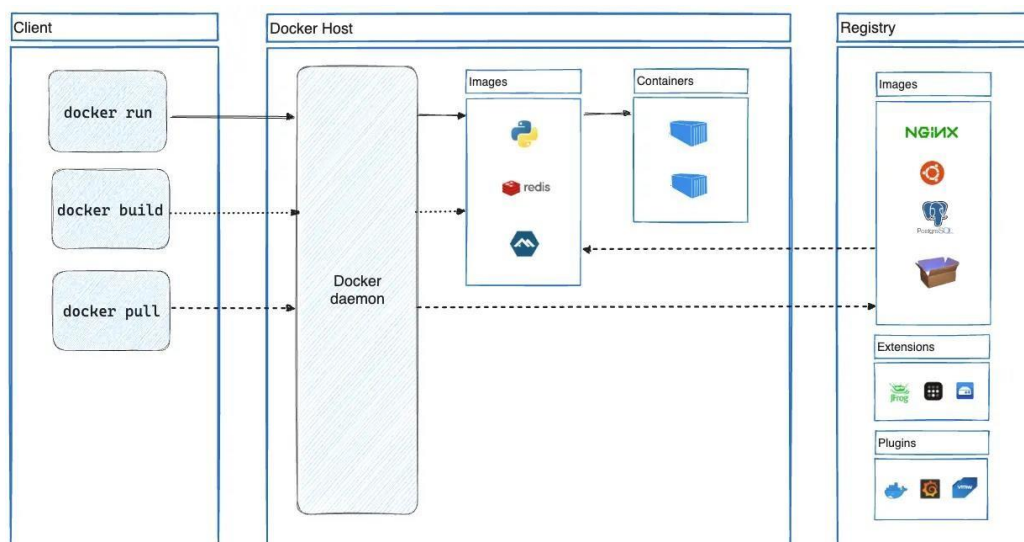 Client
docker run
docker build
docker pull
Docker Host
Docker
daemon
Images
redis
Containers
Registry
Images
NGINX
PostgreSQL
Extensions
JFrog
Plugins
vmw